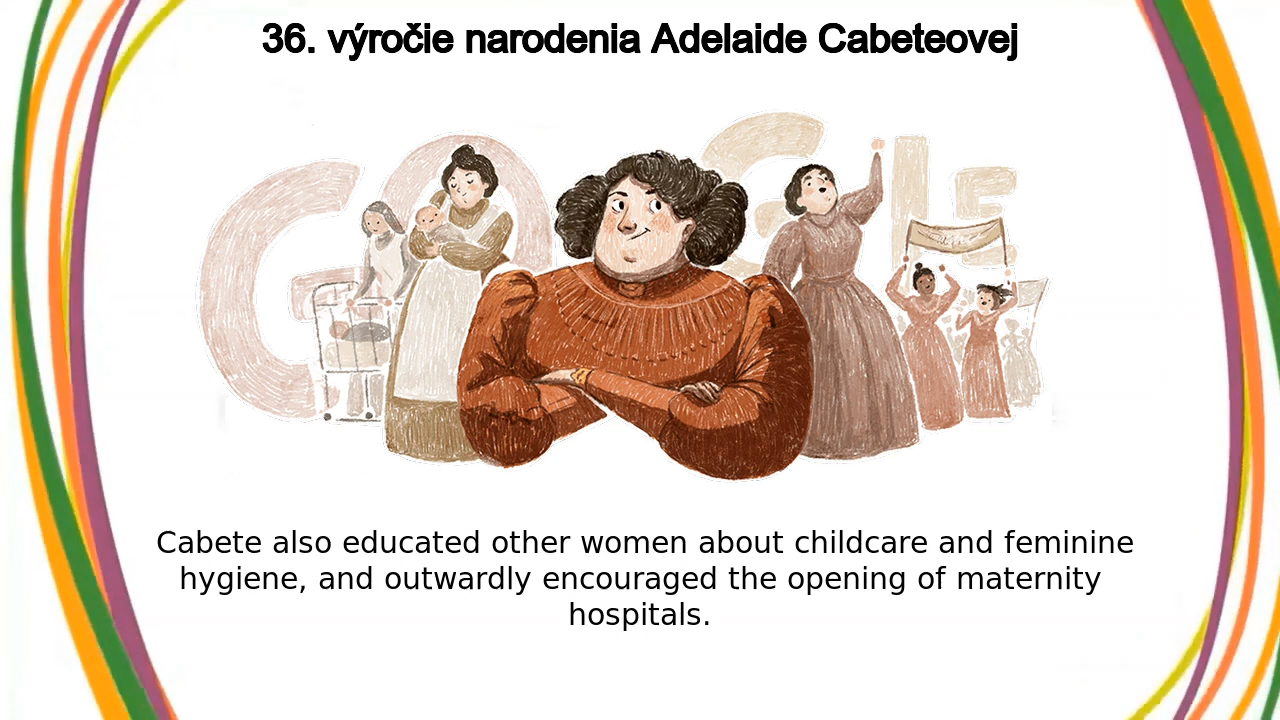 36. výročie narodenia Adelaide Cabeteovej
GOOGLE
Cabete also educated other women about childcare and feminine
hygiene, and outwardly encouraged the opening of maternity
hospitals.